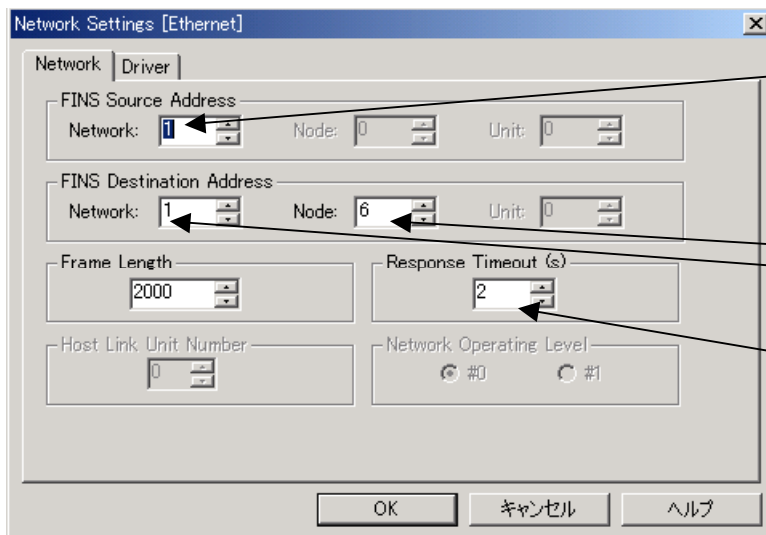 Network Settings [Ethernet]
Network Driver
FINS Source Address
Network: 1 Node: 0 Unit: 0
FINS Destination Address
Network: 1 Node: 6 Unit: 0
Frame Length Response Timeout (s)
2000 2
Host Link Unit Number Network Operating Level
0 #0 #1
OK キャンセル ヘルプ